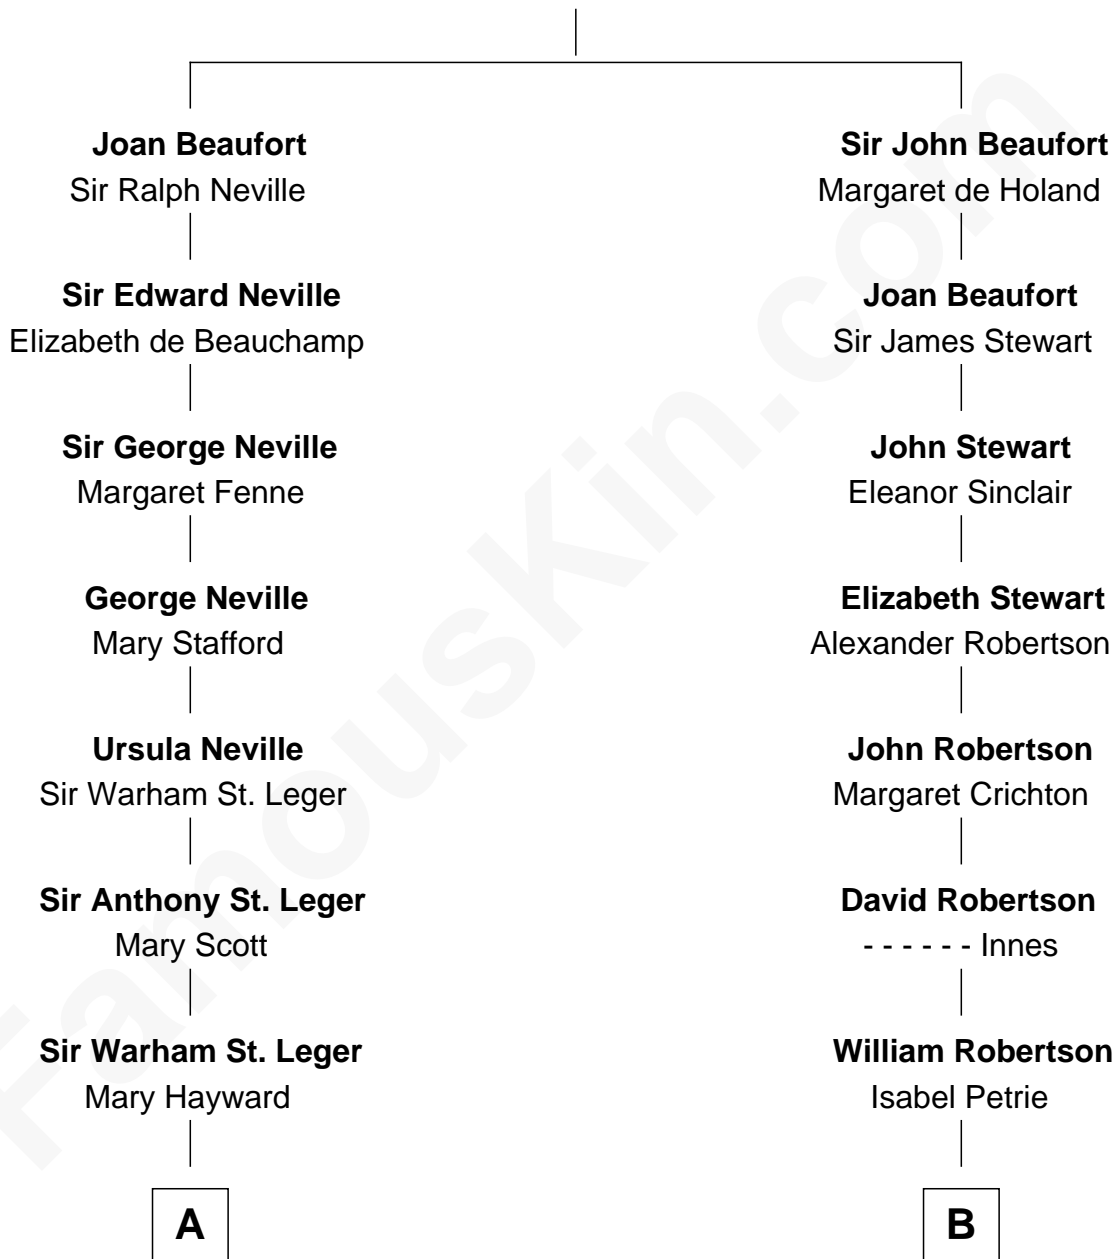 Joan Beaufort
Sir Ralph Neville
Sir John Beaufort
Margaret de Holand
Sir Edward Neville
Elizabeth de Beauchamp
Joan Beaufort
Sir James Stewart
Sir George Neville
Margaret Fenne
John Stewart
Eleanor Sinclair
George Neville
Mary Stafford
Elizabeth Stewart
Alexander Robertson
Ursula Neville
Sir Warham St. Leger
John Robertson
Margaret Crichton
Sir Anthony St. Leger
Mary Scott
David Robertson
- - - - - - Innes
Sir Warham St. Leger
Mary Hayward
William Robertson
Isabel Petrie
A
B
FamousKin.com